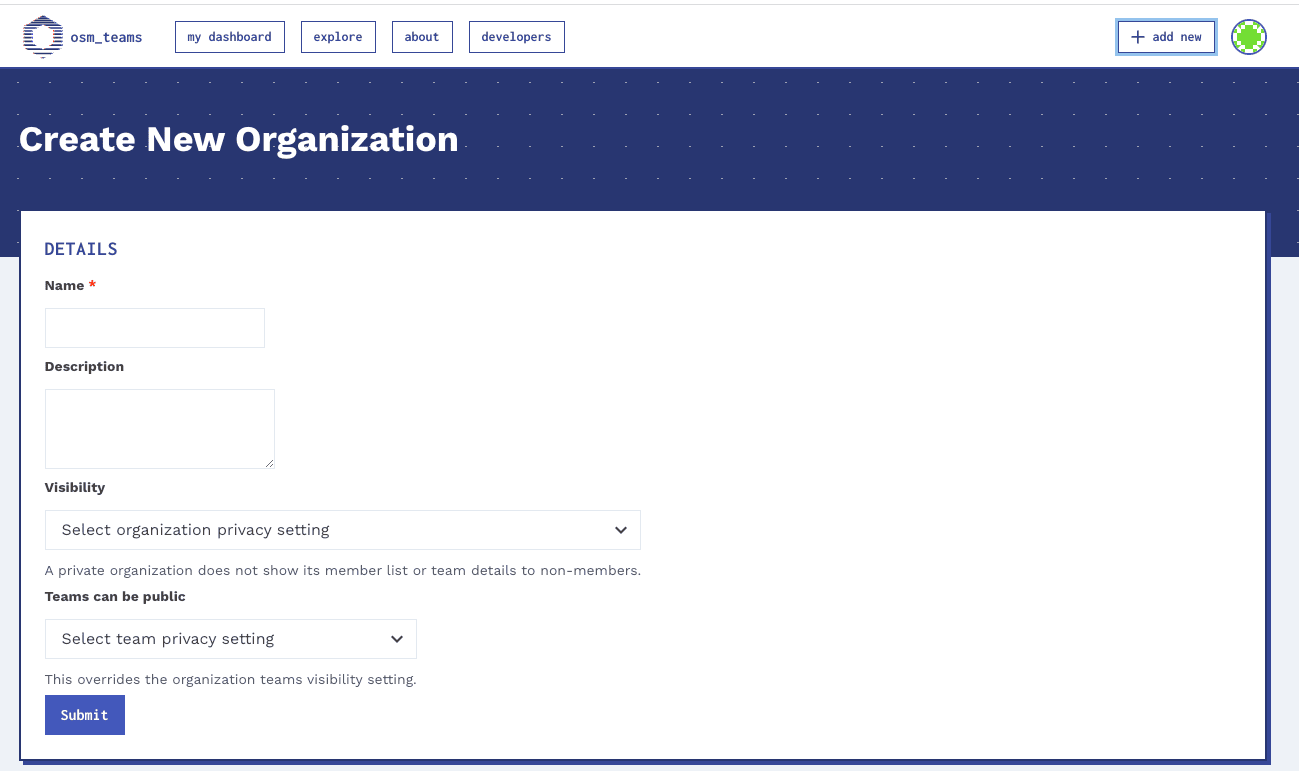 osm_teams my dashboard explore about developers + add new
Create New Organization
DETAILS
Name *
Description
Visibility
Select organization privacy setting
A private organization does not show its member list or team details to non-members.
Teams can be public
Select team privacy setting
This overrides the organization teams visibility setting.
Submit